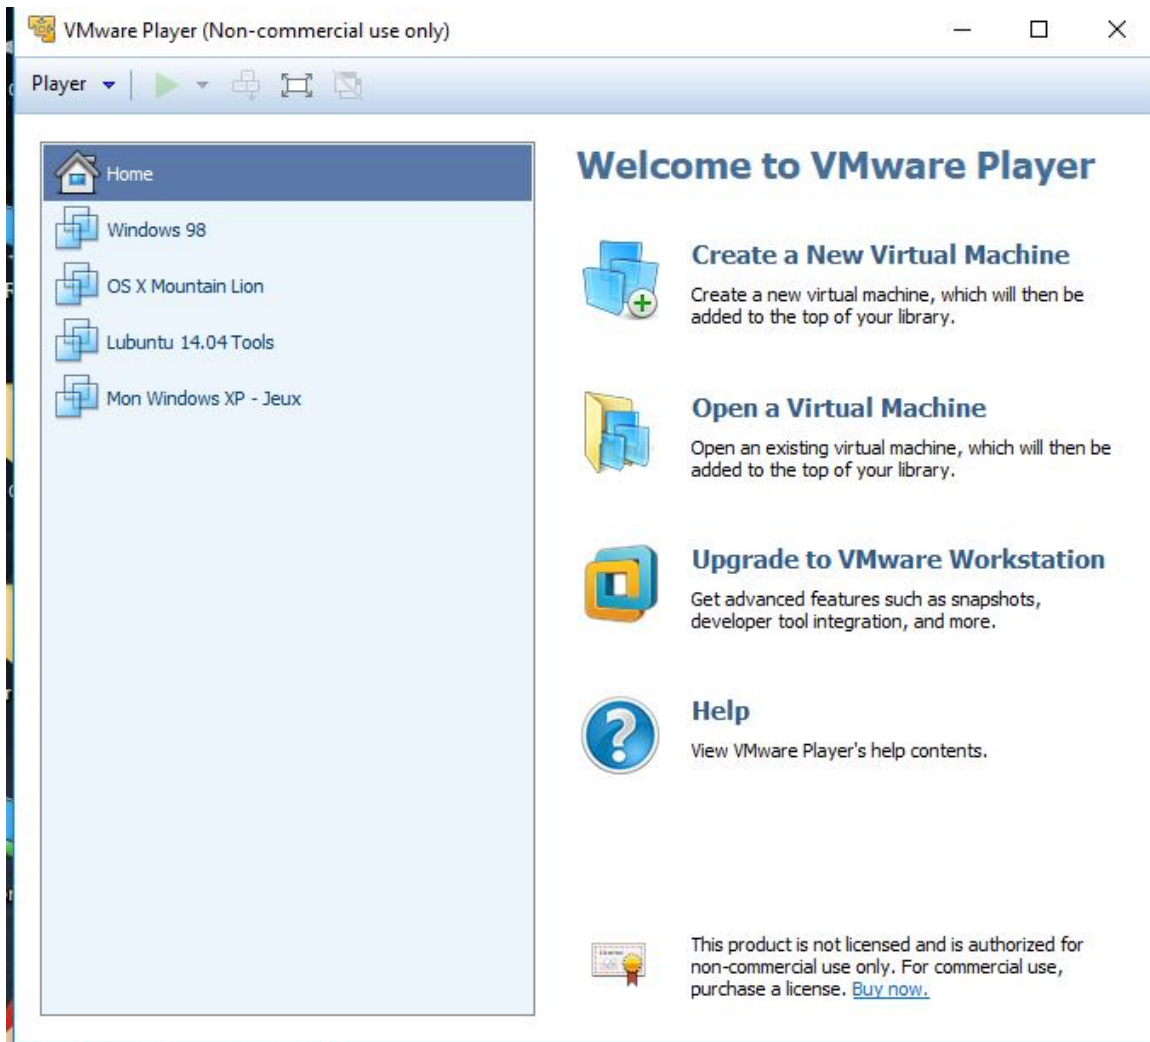 VMware Player (Non-commercial use only)
Player
Home
Windows 98
OS X Mountain Lion
Lubuntu 14.04 Tools
Mon Windows XP - Jeux
Welcome to VMware Player
Create a New Virtual Machine
Create a new virtual machine, which will then be
added to the top of your library.
Open a Virtual Machine
Open an existing virtual machine, which will then be
added to the top of your library.
Upgrade to VMware Workstation
Get advanced features such as snapshots,
developer tool integration, and more.
Help
View VMware Player's help contents.
This product is not licensed and is authorized for
non-commercial use only. For commercial use,
purchase a license. Buy now.